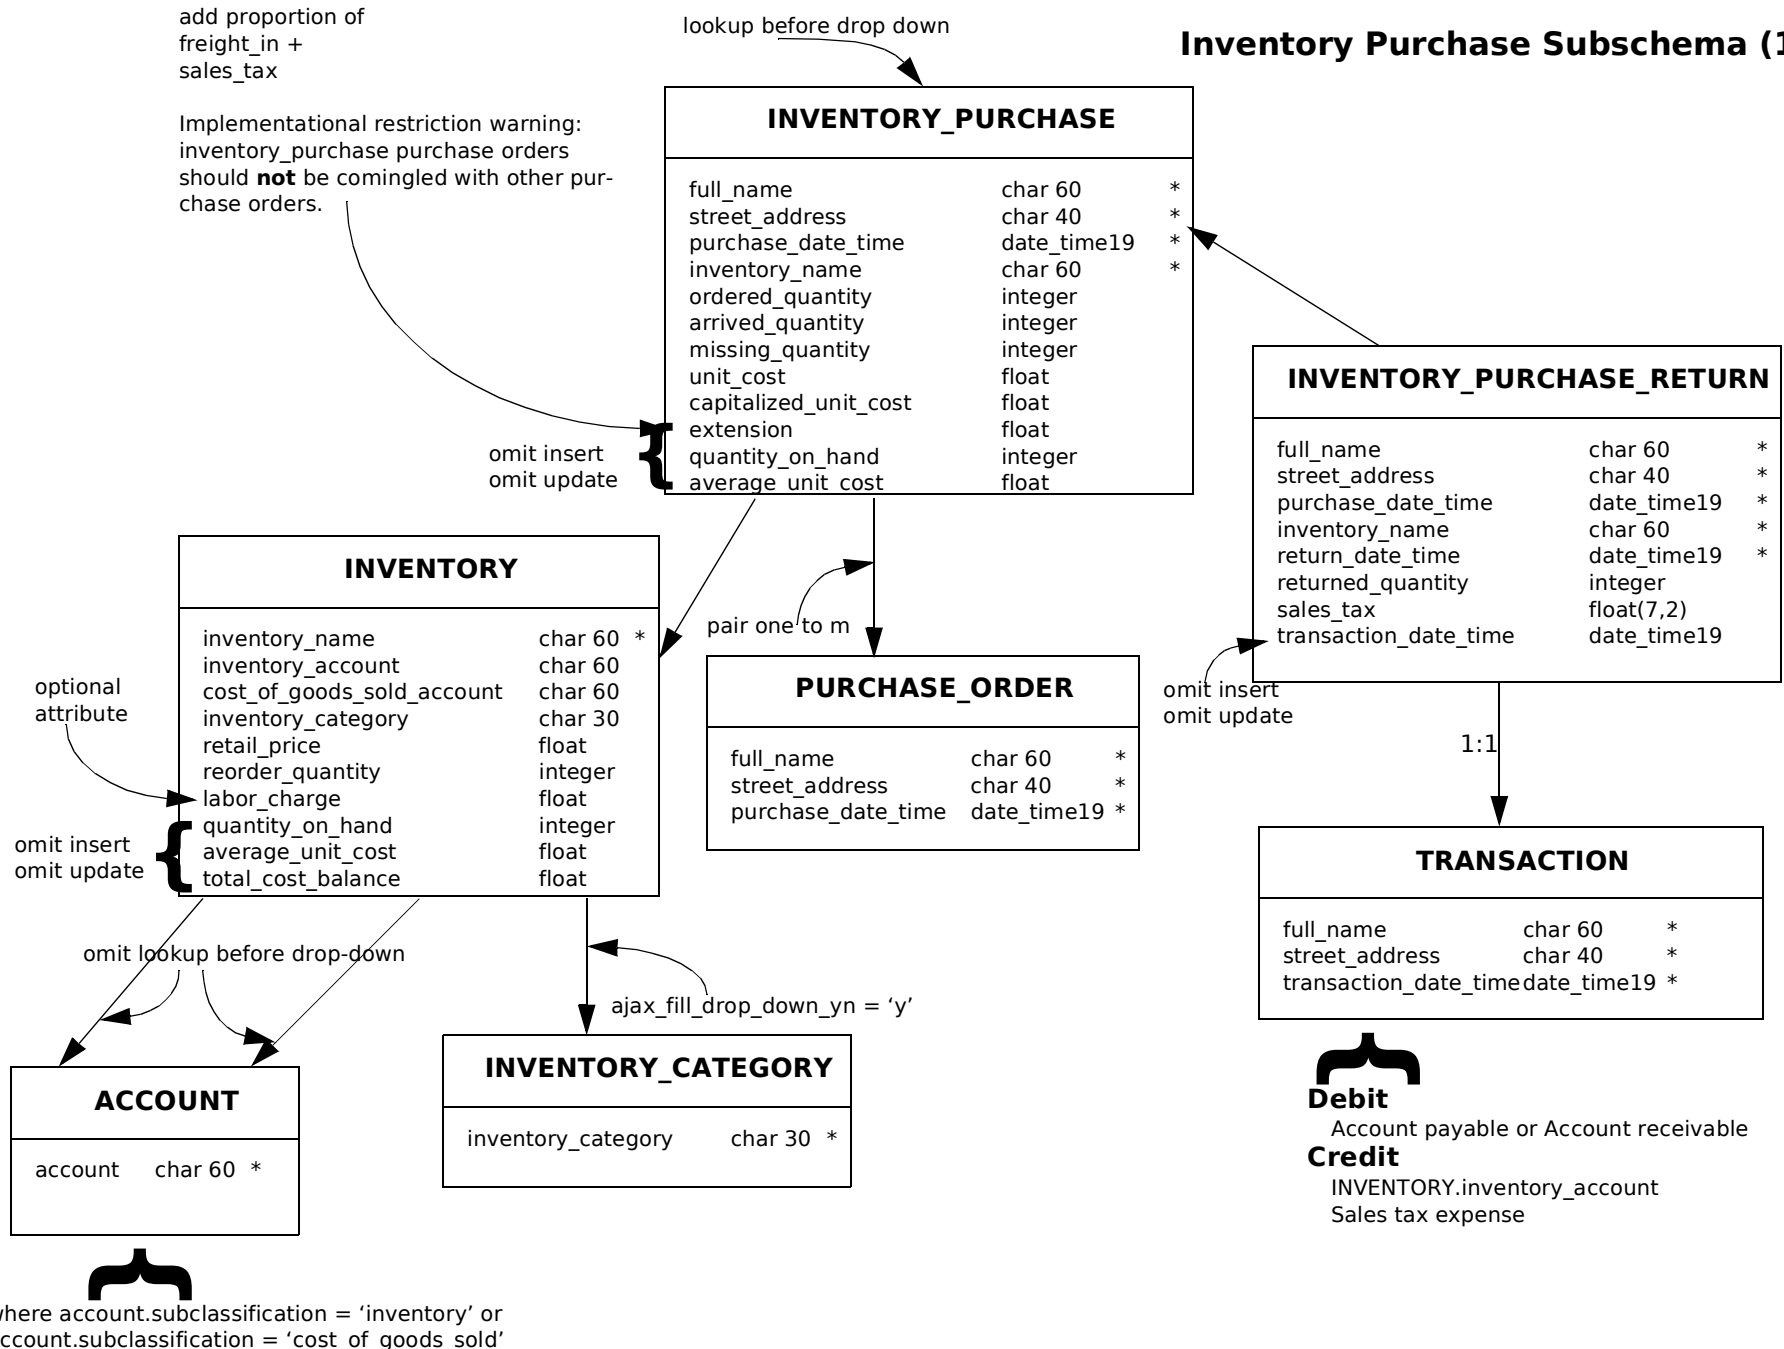 add proportion of
freight_in +
sales_tax
Implementational restriction warning:
inventory_purchase purchase orders
should not be comingled with other pur-
chase orders.
lookup before drop down
Inventory Purchase Subschema (1
INVENTORY_PURCHASE
full_name char 60 *
street_address char 40 *
purchase_date_time date_time19 *
inventory_name char 60 *
ordered_quantity integer
arrived_quantity integer
missing_quantity integer
unit_cost float
capitalized_unit_cost float
extension float
quantity_on_hand integer
average_unit_cost float
omit insert
omit update
INVENTORY_PURCHASE_RETURN
full_name char 60 *
street_address char 40 *
purchase_date_time date_time19 *
inventory_name char 60 *
return_date_time date_time19 *
returned_quantity integer
sales_tax float(7,2)
transaction_date_time date_time19
omit insert
omit update
1:1
INVENTORY
inventory_name char 60 *
inventory_account char 60
cost_of_goods_sold_account char 60
inventory_category char 30
retail_price float
reorder_quantity integer
labor_charge float
quantity_on_hand integer
average_unit_cost float
total_cost_balance float
optional
attribute
omit insert
omit update
pair one to m
PURCHASE_ORDER
full_name char 60 *
street_address char 40 *
purchase_date_time date_time19 *
TRANSACTION
full_name char 60 *
street_address char 40 *
transaction_date_time date_time19 *
Debit
Account payable or Account receivable
Credit
INVENTORY.inventory_account
Sales tax expense
omit lookup before drop-down
ajax_fill_drop_down_yn = ‘y’
ACCOUNT
account char 60 *
INVENTORY_CATEGORY
inventory_category char 30 *
where account.subclassification = ‘inventory’ or
account.subclassification = ‘cost_of_goods_sold’